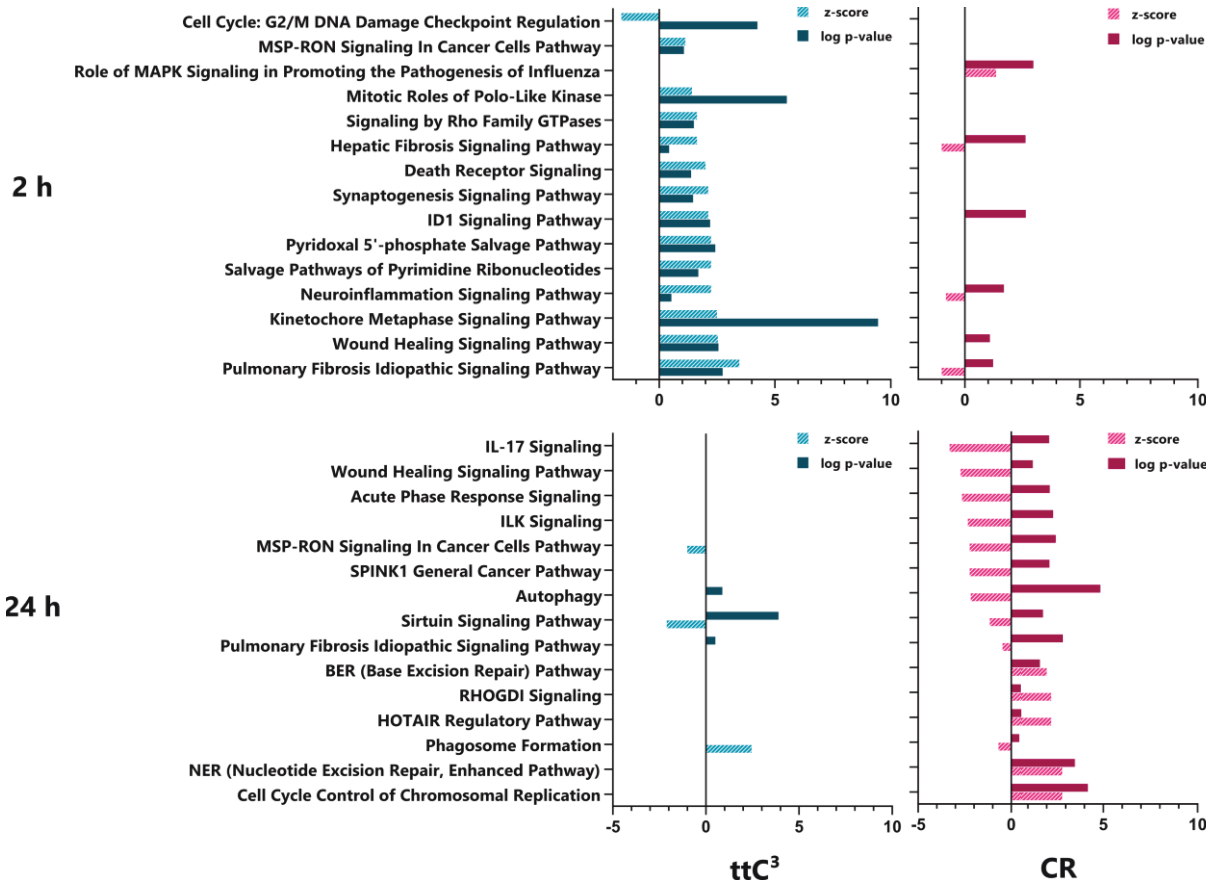 2 h
Cell Cycle: G2/M DNA Damage Checkpoint Regulation
MSP-RON Signaling In Cancer Cells Pathway
Role of MAPK Signaling in Promoting the Pathogenesis of Influenza
Mitotic Roles of Polo-Like Kinase
Signaling by Rho Family GTPases
Hepatic Fibrosis Signaling Pathway
Death Receptor Signaling
Synaptogenesis Signaling Pathway
ID1 Signaling Pathway
Pyridoxal 5'-phosphate Salvage Pathway
Salvage Pathways of Pyrimidine Ribonucleotides
Neuroinflammation Signaling Pathway
Kinetochore Metaphase Signaling Pathway
Wound Healing Signaling Pathway
Pulmonary Fibrosis Idiopathic Signaling Pathway
z-score
log p-value
0 5 10
z-score
log p-value
0 5 10
24 h
IL-17 Signaling
Wound Healing Signaling Pathway
Acute Phase Response Signaling
ILK Signaling
MSP-RON Signaling In Cancer Cells Pathway
SPINK1 General Cancer Pathway
Autophagy
Sirtuin Signaling Pathway
Pulmonary Fibrosis Idiopathic Signaling Pathway
BER (Base Excision Repair) Pathway
RHOGDI Signaling
HOTAIR Regulatory Pathway
Phagosome Formation
NER (Nucleotide Excision Repair, Enhanced Pathway)
Cell Cycle Control of Chromosomal Replication
z-score
log p-value
-5 0 5 10
z-score
log p-value
-5 0 5 10
ttC³
CR